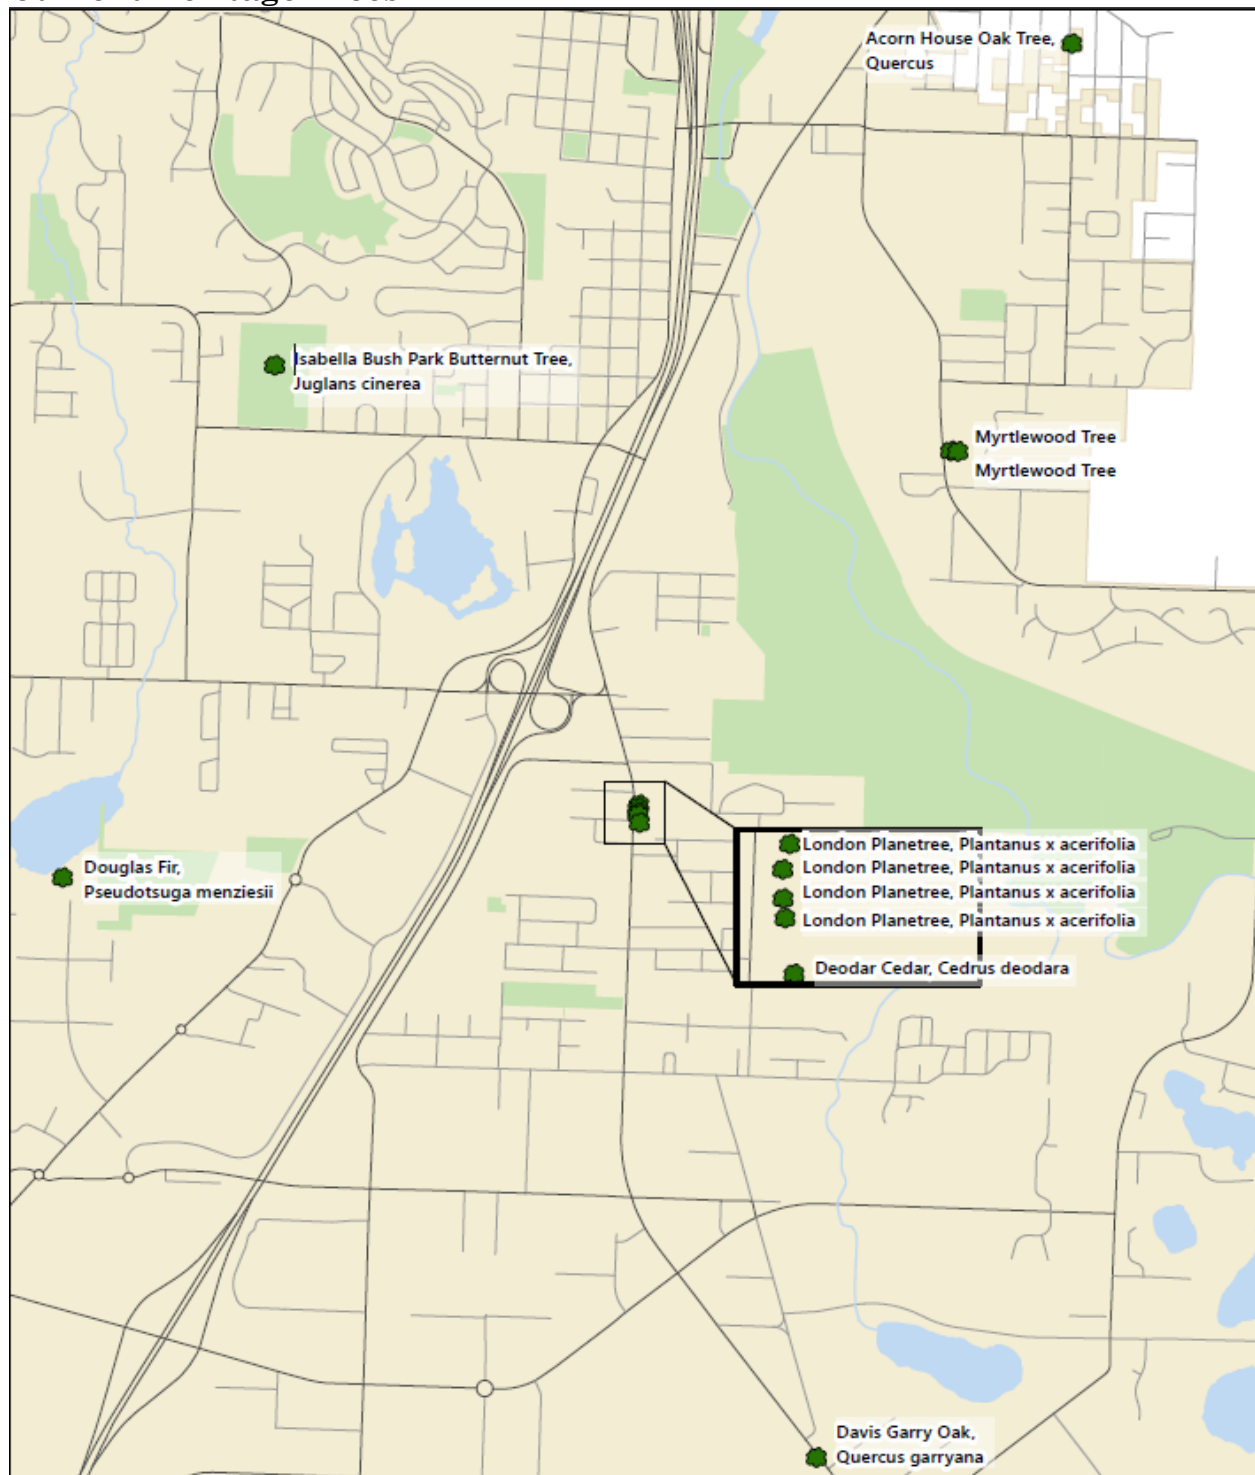 Acorn House Oak Tree,
Quercus
Isabella Bush Park Butternut Tree,
Juglans cinerea
Myrtlewood Tree
Myrtlewood Tree
London Planetree, Plantanus x acerifolia
London Planetree, Plantanus x acerifolia
London Planetree, Plantanus x acerifolia
London Planetree, Plantanus x acerifolia
Douglas Fir,
Pseudotsuga menziesii
Deodar Cedar, Cedrus deodara
Davis Garry Oak,
Quercus garryana